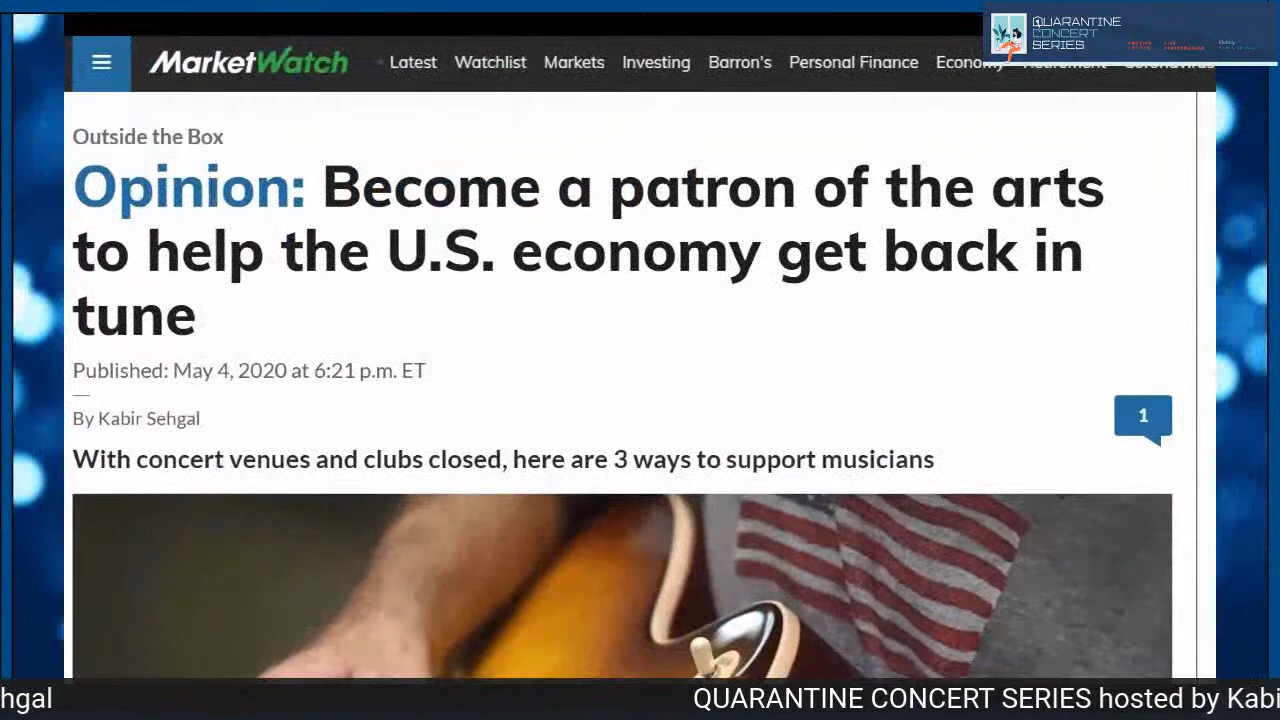 QUARANTINE
CONCERT
SERIES
MarketWatch
Latest Watchlist Markets Investing Barron's Personal Finance Economy Retirement Coronavirus
Outside the Box
Opinion: Become a patron of the arts
to help the U.S. economy get back in
tune
Published: May 4, 2020 at 6:21 p.m. ET
By Kabir Sehgal
1
With concert venues and clubs closed, here are 3 ways to support musicians
hgal QUARANTINE CONCERT SERIES hosted by Kabi